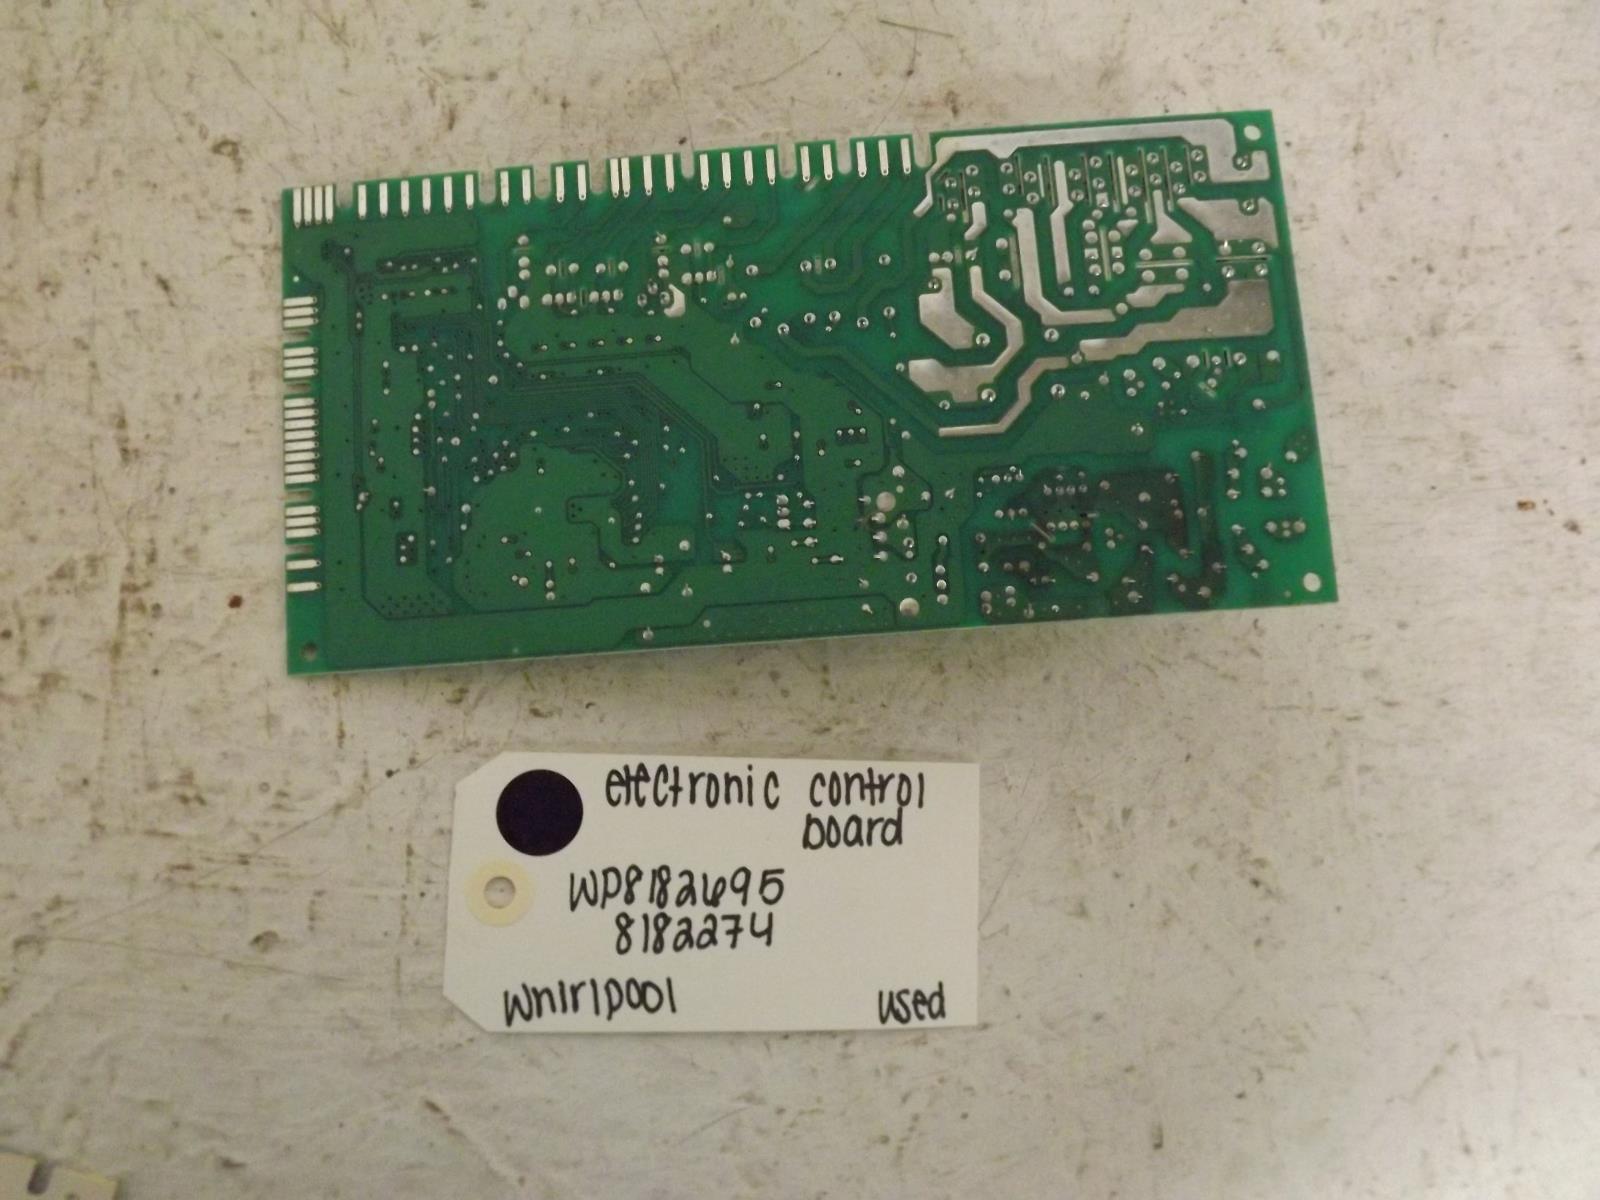 electronic control
board
WP8182695
8182274
Whirlpool
used